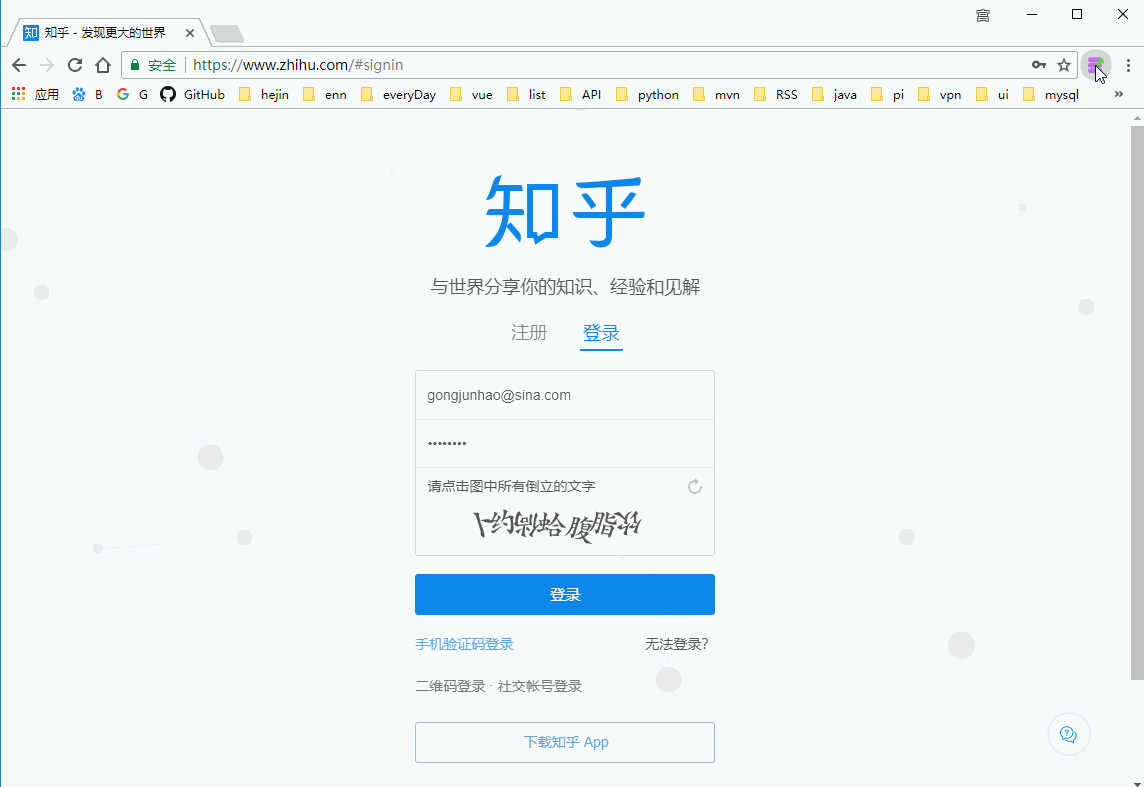 知乎 - 发现更大的世界
安全 https://www.zhihu.com/#signin
应用 B G GitHub hejin enn everyDay vue list API python mvn RSS java pi vpn ui mysql »
知乎
与世界分享你的知识、经验和见解
注册 登录
gongjunhao@sina.com
••••••••
请点击图中所有倒立的文字
登录
手机验证码登录 无法登录?
二维码登录 · 社交帐号登录
下载知乎 App